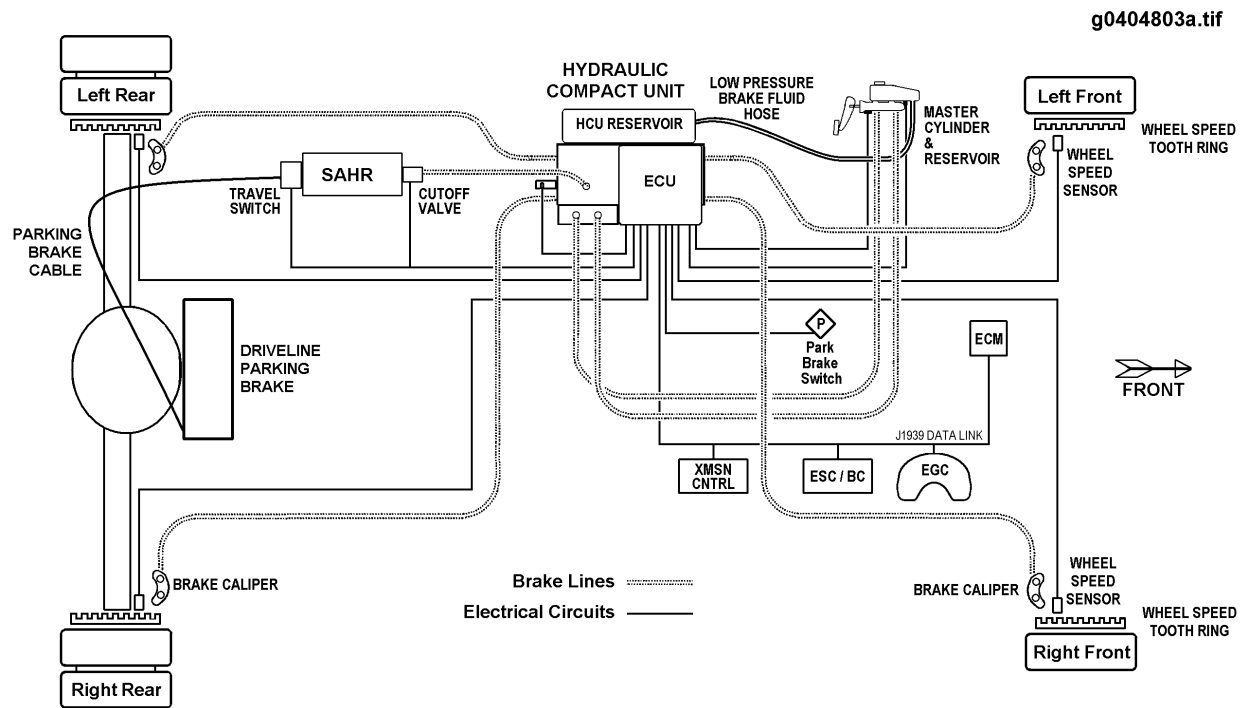 g0404803a.tif
Left Rear
HYDRAULIC
COMPACT UNIT
HCU RESERVOIR
LOW PRESSURE
BRAKE FLUID
HOSE
MASTER
CYLINDER
&
RESERVOIR
Left Front
WHEEL SPEED
TOOTH RING
WHEEL
SPEED
SENSOR
SAHR
TRAVEL
SWITCH
CUTOFF
VALVE
ECU
PARKING
BRAKE
CABLE
DRIVELINE
PARKING
BRAKE
P
Park
Brake
Switch
ECM
FRONT
J1939 DATA LINK
XMSN
CNTRL
ESC / BC
EGC
BRAKE CALIPER
Brake Lines
Electrical Circuits
BRAKE CALIPER
WHEEL
SPEED
SENSOR
WHEEL SPEED
TOOTH RING
Right Rear
Right Front